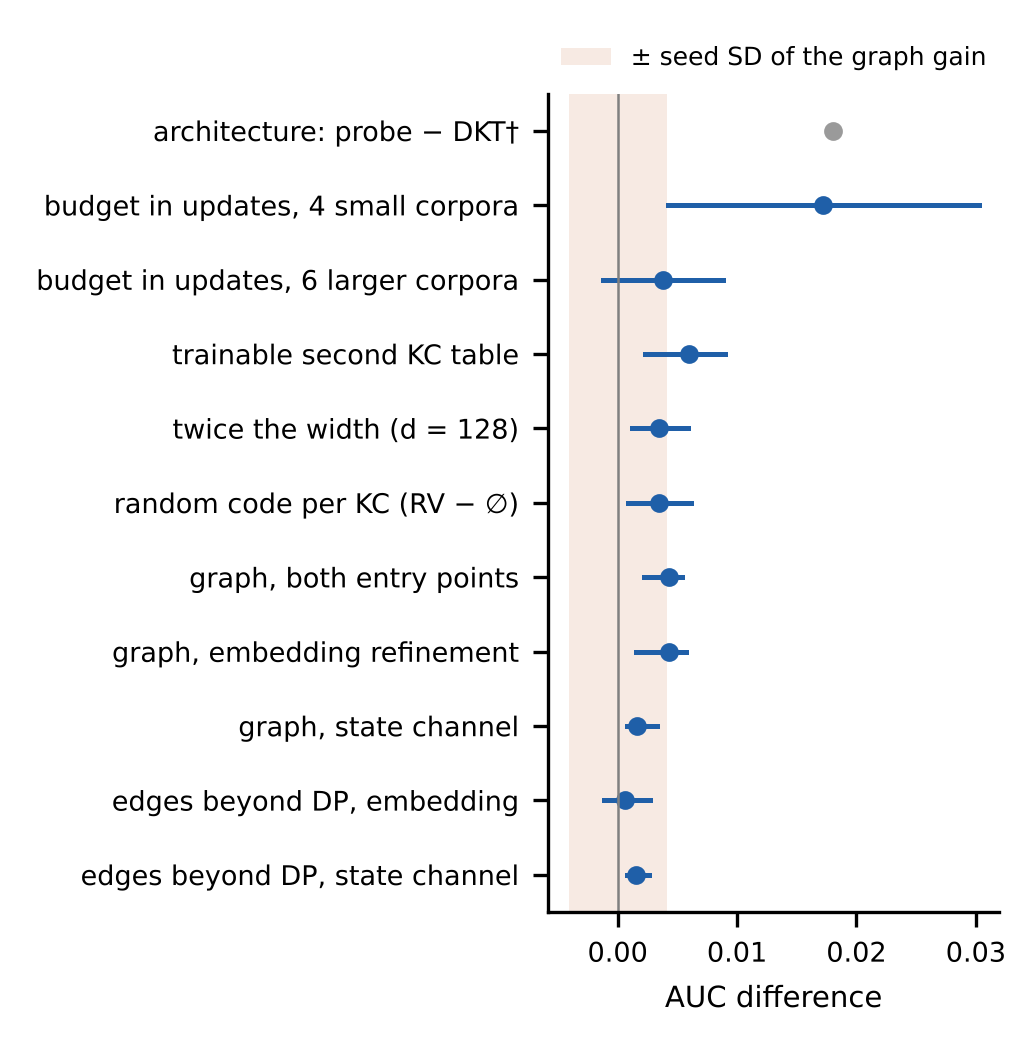 ± seed SD of the graph gain
architecture: probe − DKT†
budget in updates, 4 small corpora
budget in updates, 6 larger corpora
trainable second KC table
twice the width (d = 128)
random code per KC (RV − ∅)
graph, both entry points
graph, embedding refinement
graph, state channel
edges beyond DP, embedding
edges beyond DP, state channel
0.00 0.01 0.02 0.03
AUC difference